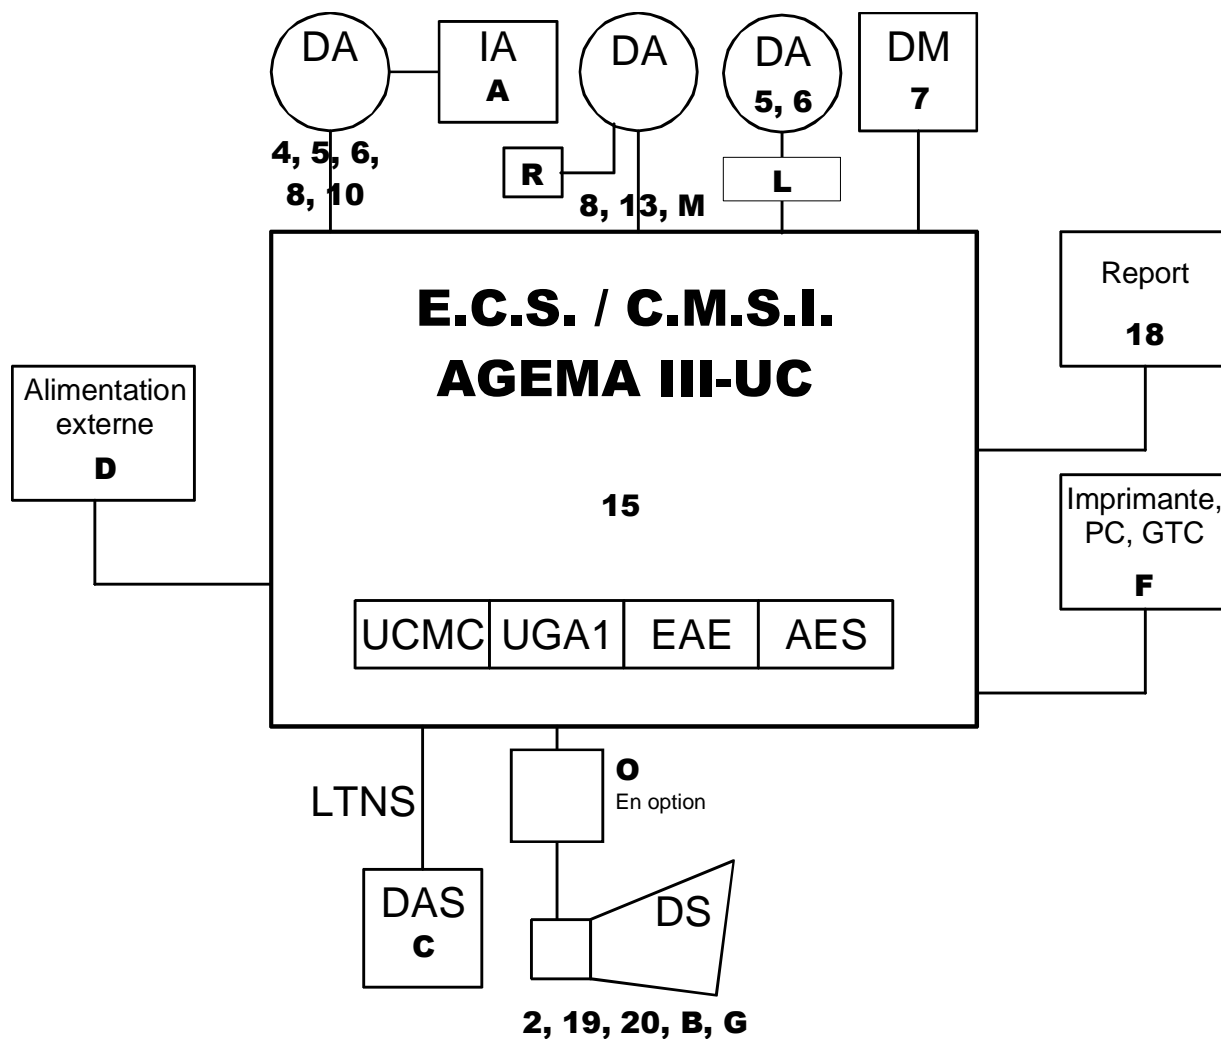 DA
IA
A
DA
DA
5, 6
DM
7
4, 5, 6,
8, 10
R
8, 13, M
L
E.C.S. / C.M.S.I.
AGEMA III-UC
15
Report
18
Alimentation
externe
D
Imprimante,
PC, GTC
F
UCMC
UGA1
EAE
AES
LTNS
O
En option
DAS
C
DS
2, 19, 20, B, G